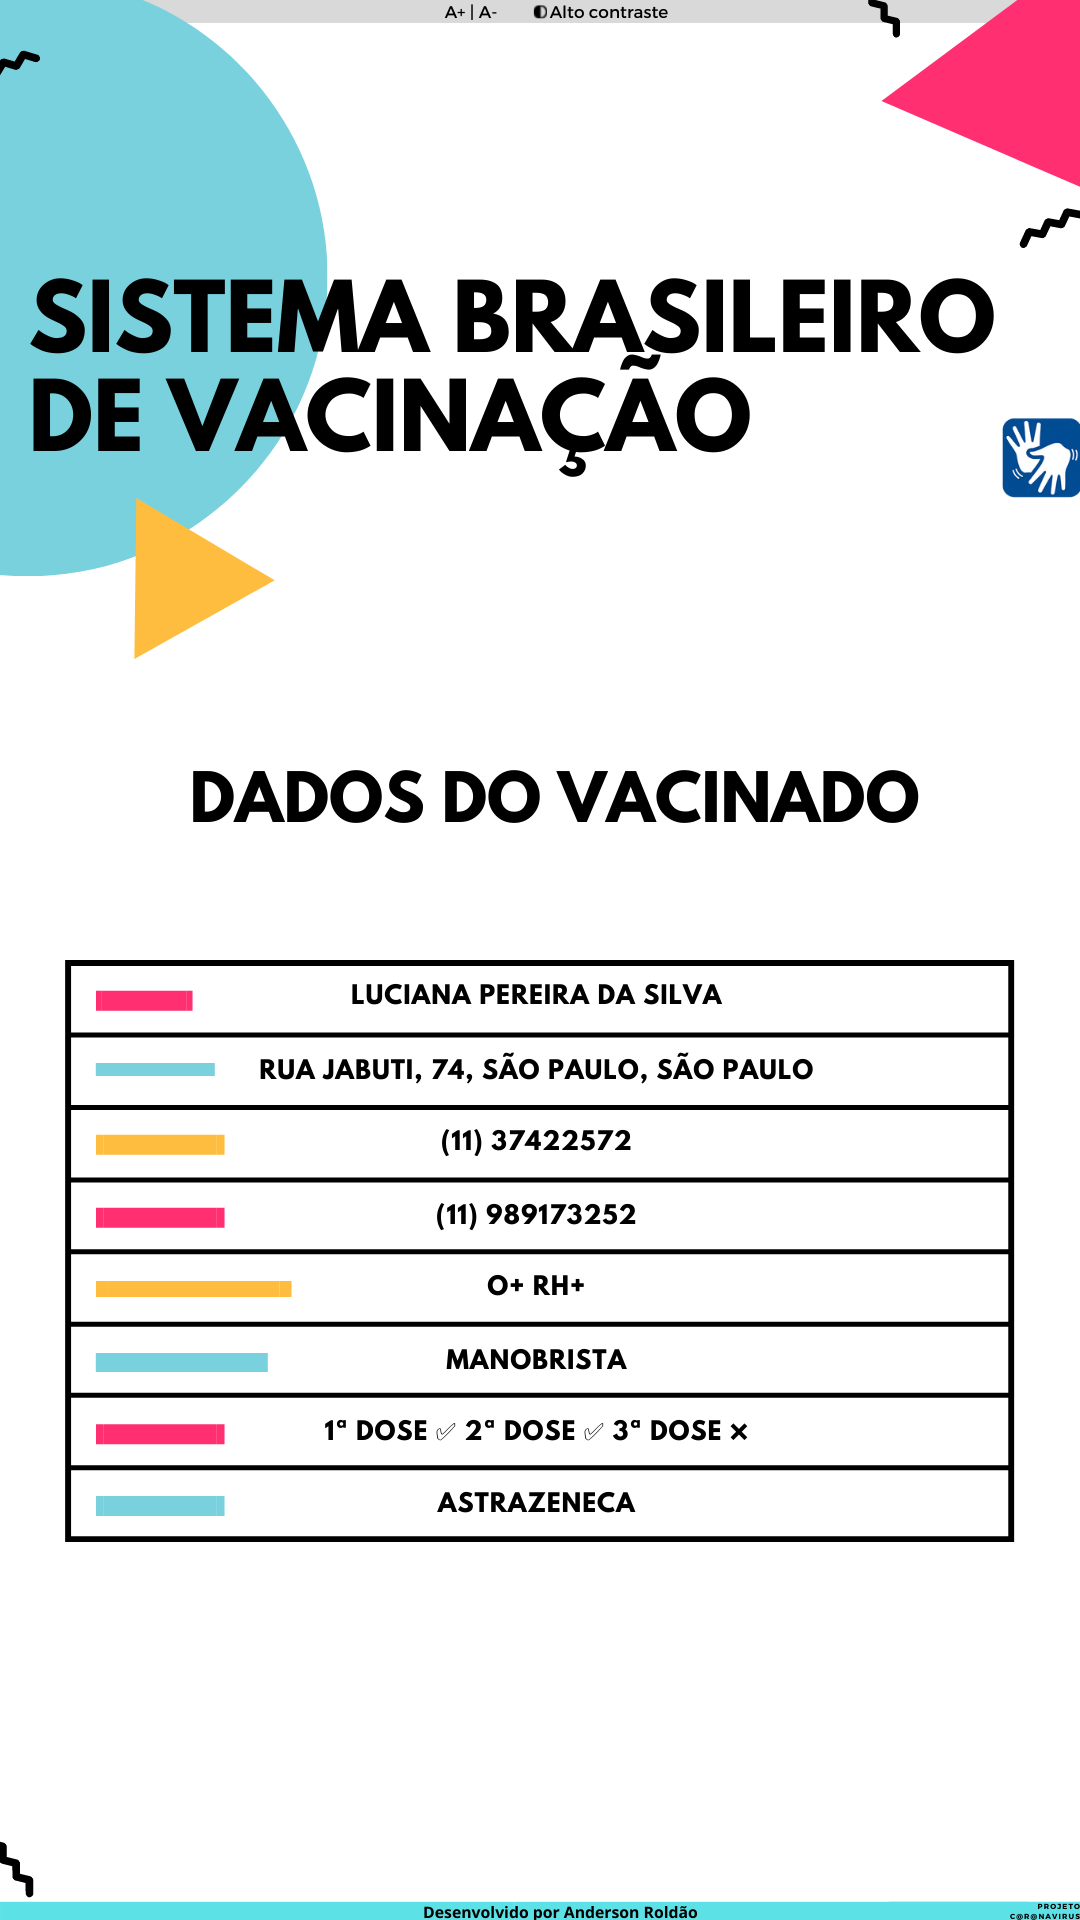 A+ | A- Alto contraste
SISTEMA BRASILEIRO
DE VACINAÇÃO
DADOS DO VACINADO
LUCIANA PEREIRA DA SILVA
RUA JABUTI, 74, SÃO PAULO, SÃO PAULO
(11) 37422572
(11) 989173252
O+ RH+
MANOBRISTA
1ª DOSE ✅ 2ª DOSE ✅ 3ª DOSE ❌
ASTRAZENECA
Desenvolvido por Anderson Roldão
PROJETO
C@R@NAVIRUS